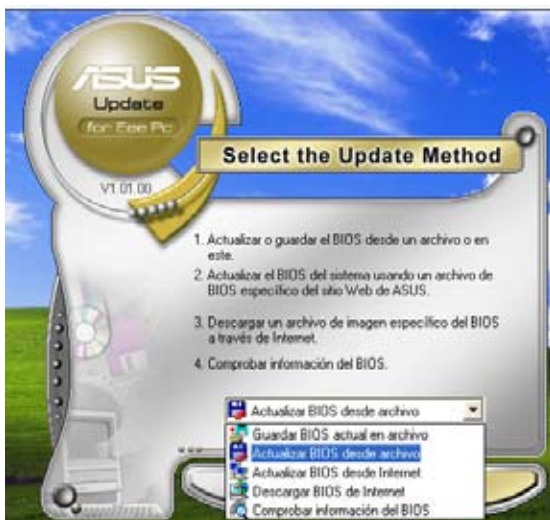 ASUS
Update
for Eee Pc
V1.01.00
Select the Update Method
1. Actualizar o guardar el BIOS desde un archivo o en
este.
2. Actualizar el BIOS del sistema usando un archivo de
BIOS específico del sitio Web de ASUS.
3. Descargar un archivo de imagen específico del BIOS
a través de Internet.
4. Comprobar información del BIOS.
Actualizar BIOS desde archivo
Guardar BIOS actual en archivo
Actualizar BIOS desde archivo
Actualizar BIOS desde Internet
Descargar BIOS de Internet
Comprobar información del BIOS